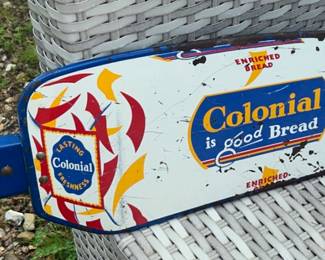 ENRICHED
BREAD
Colonial
is good Bread
LASTING
Colonial
FRESHNESS
ENRICHED